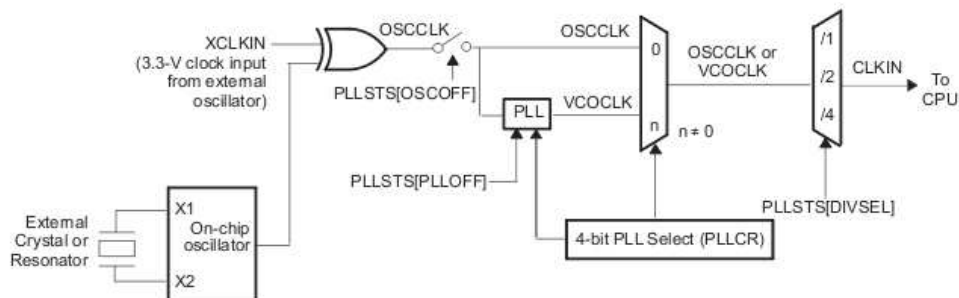 XCLKIN
(3.3-V clock input
from external
oscillator)
OSCCLK
PLLSTS[OSCOFF]
OSCCLK
0
VCOCLK
n
n ≠ 0
PLL
PLLSTS[PLLOFF]
OSCCLK or
VCOCLK
/1
/2
/4
CLKIN
To
CPU
PLLSTS[DIVSEL]
4-bit PLL Select (PLLCR)
External
Crystal or
Resonator
X1
On-chip
oscillator
X2